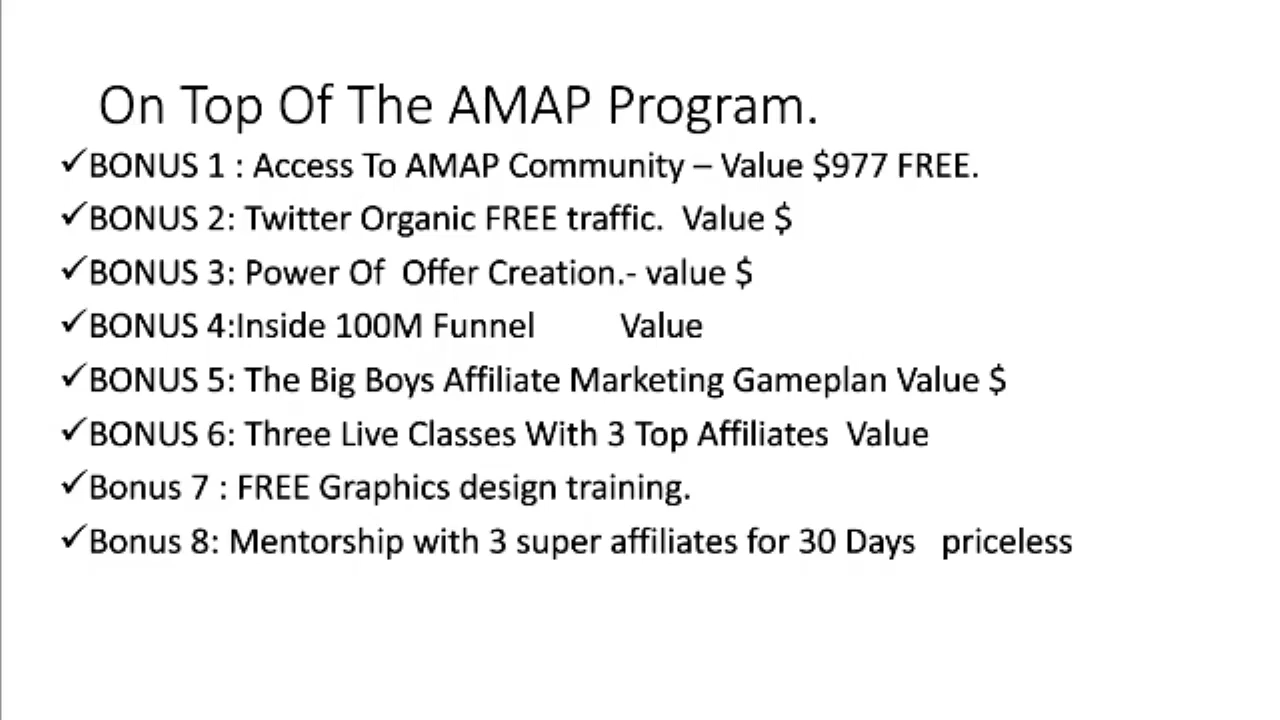 On Top Of The AMAP Program.
✓BONUS 1 : Access To AMAP Community – Value $977 FREE.
✓BONUS 2: Twitter Organic FREE traffic.  Value $
✓BONUS 3: Power Of  Offer Creation.- value $
✓BONUS 4:Inside 100M Funnel        Value
✓BONUS 5: The Big Boys Affiliate Marketing Gameplan Value $
✓BONUS 6: Three Live Classes With 3 Top Affiliates  Value
✓Bonus 7 : FREE Graphics design training.
✓Bonus 8: Mentorship with 3 super affiliates for 30 Days   priceless